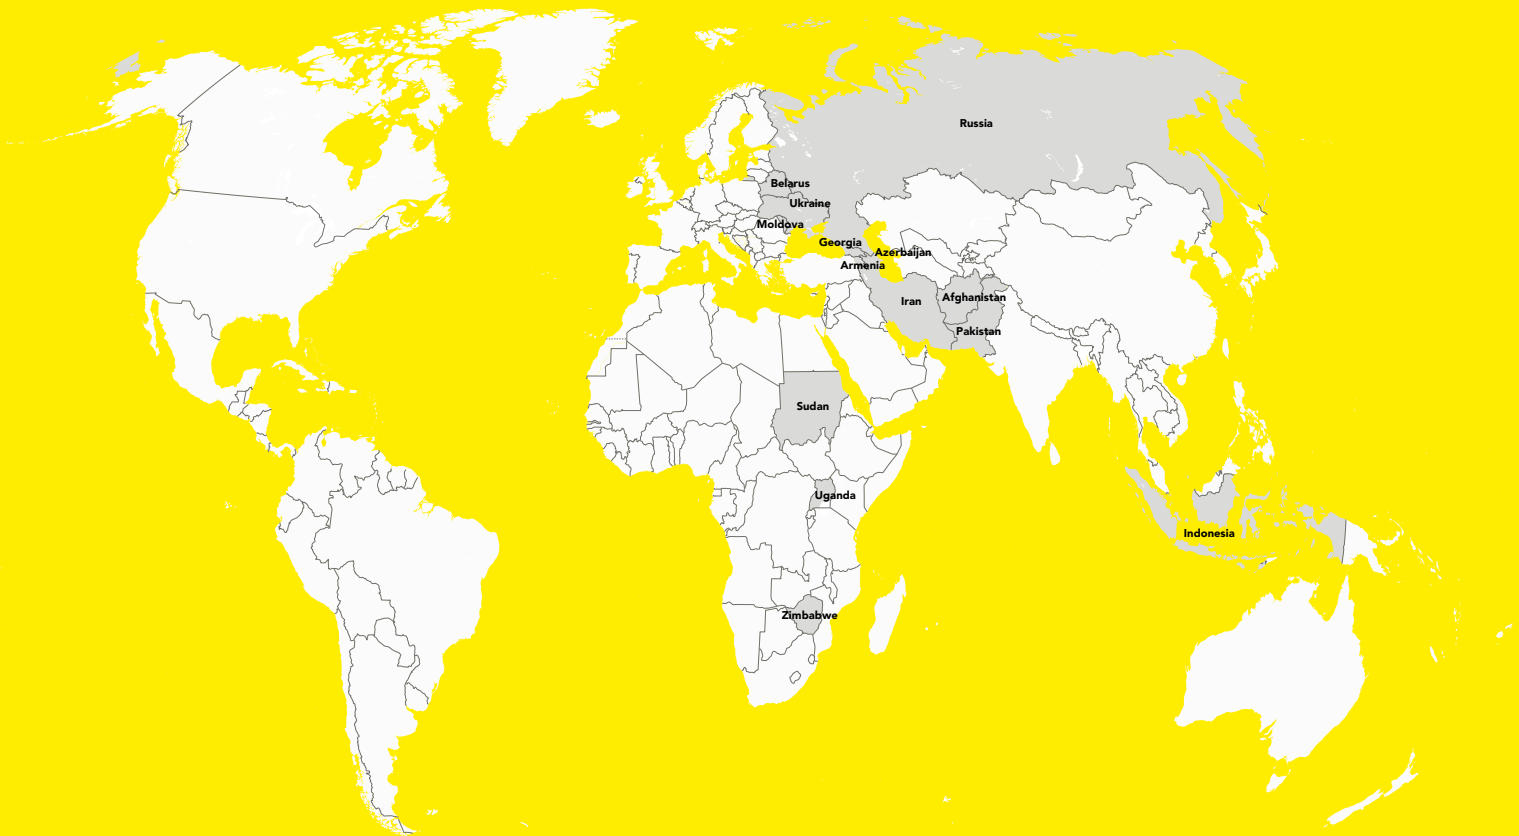 Russia
Belarus
Ukraine
Moldova
Georgia
Azerbaijan
Armenia
Iran
Afghanistan
Pakistan
Sudan
Uganda
Indonesia
Zimbabwe